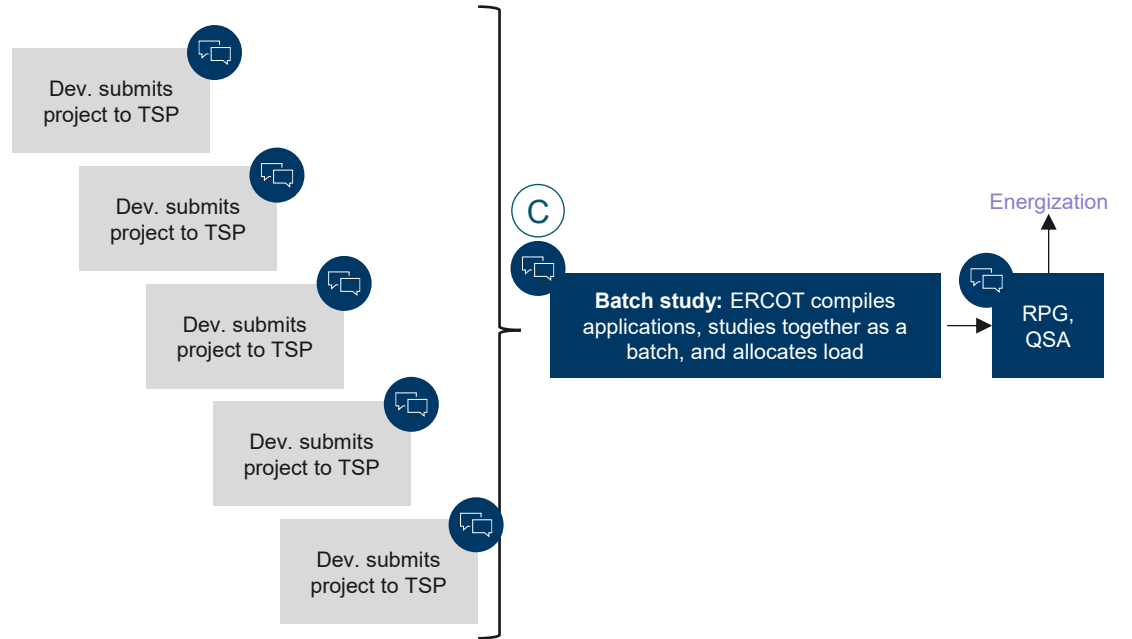 Dev. submits
project to TSP
Dev. submits
project to TSP
Dev. submits
project to TSP
Dev. submits
project to TSP
Dev. submits
project to TSP
C
Batch study: ERCOT compiles
applications, studies together as a
batch, and allocates load
Energization
RPG,
QSA